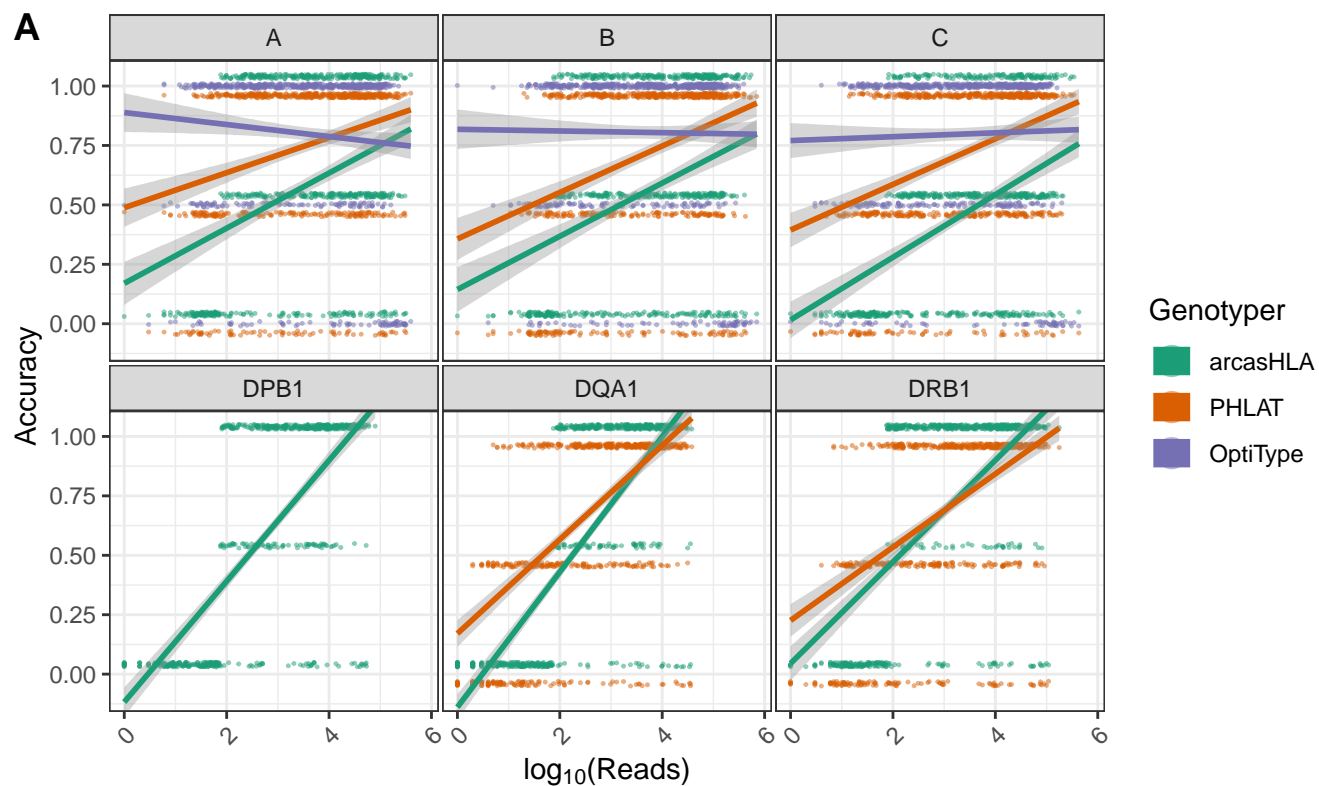 A
A B C
1.00
0.75
0.50
0.25
0.00
DPB1 DQA1 DRB1
1.00
0.75
0.50
0.25
0.00
0 2 4 6 0 2 4 6 0 2 4 6
log₁₀(Reads)
Accuracy
Genotyper
arcasHLA
PHLAT
OptiType